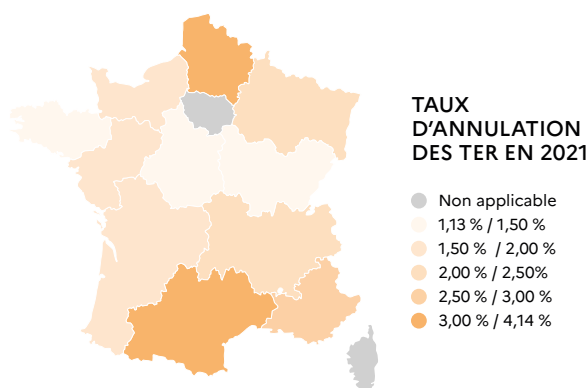 TAUX
D'ANNULATION
DES TER EN 2021
Non applicable
1,13 % / 1,50 %
1,50 % / 2,00 %
2,00 % / 2,50%
2,50 % / 3,00 %
3,00 % / 4,14 %